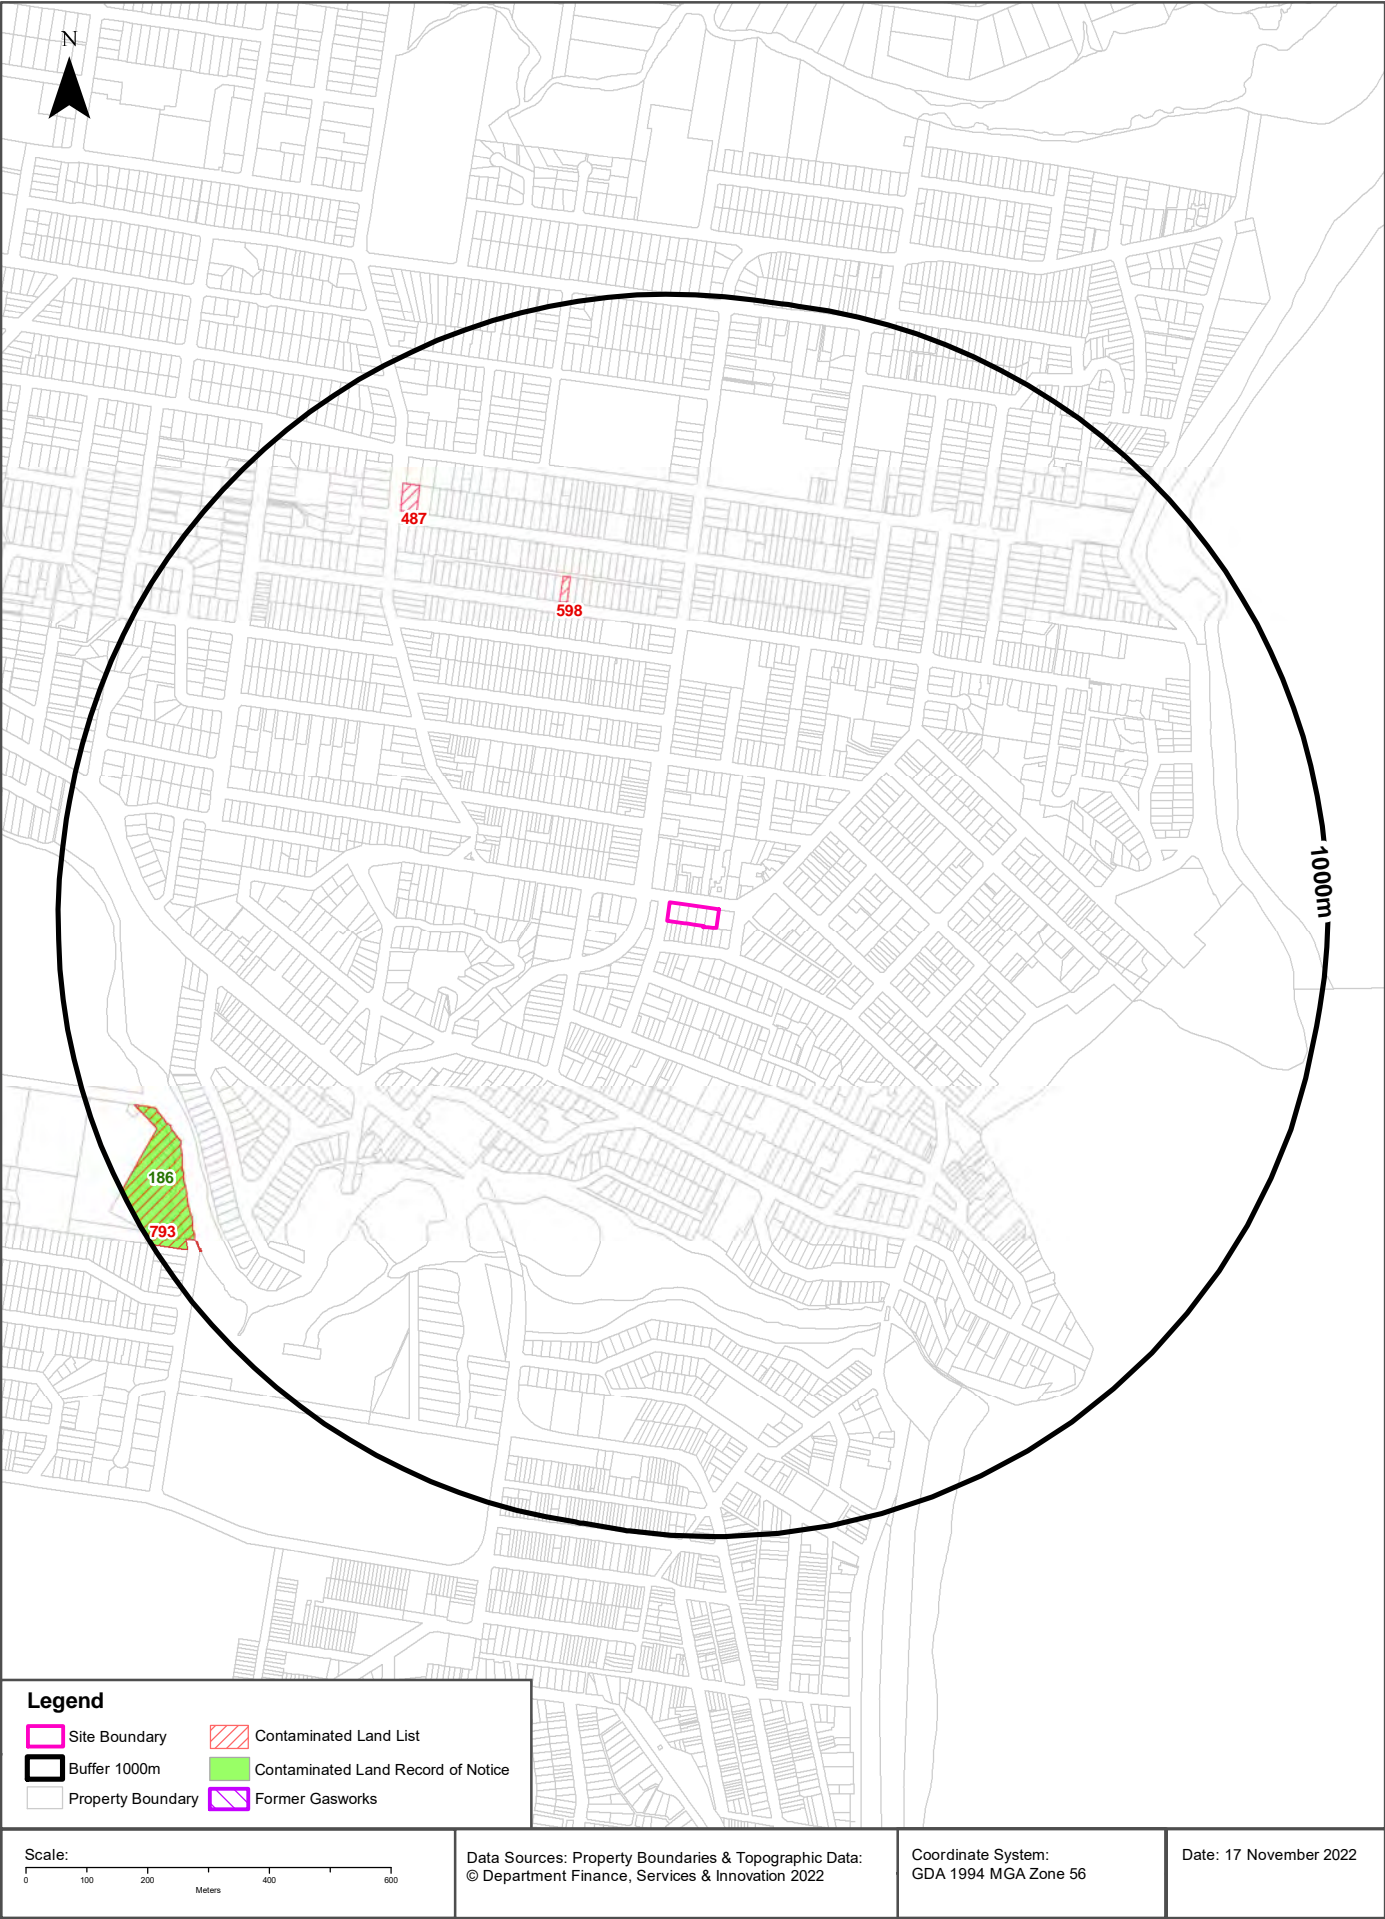 N
487
598
1000m
186
793
Legend
Site Boundary
Contaminated Land List
Buffer 1000m
Contaminated Land Record of Notice
Property Boundary
Former Gasworks
Scale:
0 100 200 400 600
Meters
Data Sources: Property Boundaries & Topographic Data:
© Department Finance, Services & Innovation 2022
Coordinate System:
GDA 1994 MGA Zone 56
Date: 17 November 2022